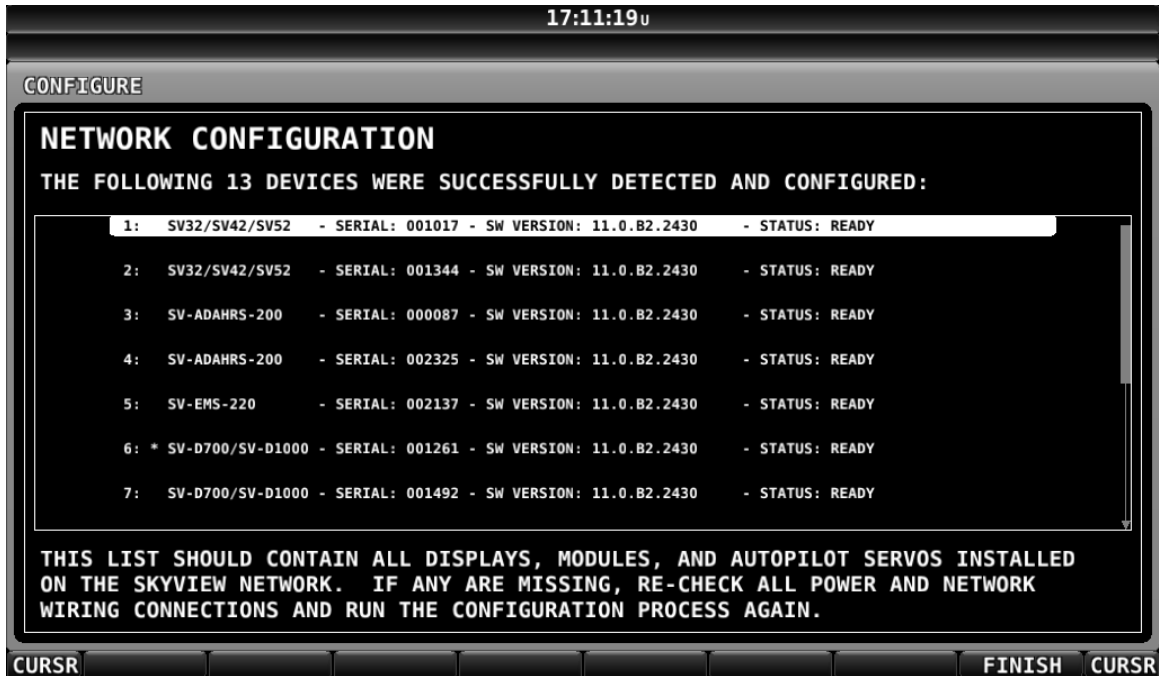 17:11:19U
CONFIGURE
NETWORK CONFIGURATION
THE FOLLOWING 13 DEVICES WERE SUCCESSFULLY DETECTED AND CONFIGURED:
1: SV32/SV42/SV52 - SERIAL: 001017 - SW VERSION: 11.0.B2.2430 - STATUS: READY
2: SV32/SV42/SV52 - SERIAL: 001344 - SW VERSION: 11.0.B2.2430 - STATUS: READY
3: SV-ADAHRS-200 - SERIAL: 000087 - SW VERSION: 11.0.B2.2430 - STATUS: READY
4: SV-ADAHRS-200 - SERIAL: 002325 - SW VERSION: 11.0.B2.2430 - STATUS: READY
5: SV-EMS-220 - SERIAL: 002137 - SW VERSION: 11.0.B2.2430 - STATUS: READY
6: * SV-D700/SV-D1000 - SERIAL: 001261 - SW VERSION: 11.0.B2.2430 - STATUS: READY
7: SV-D700/SV-D1000 - SERIAL: 001492 - SW VERSION: 11.0.B2.2430 - STATUS: READY
THIS LIST SHOULD CONTAIN ALL DISPLAYS, MODULES, AND AUTOPILOT SERVOS INSTALLED
ON THE SKYVIEW NETWORK. IF ANY ARE MISSING, RE-CHECK ALL POWER AND NETWORK
WIRING CONNECTIONS AND RUN THE CONFIGURATION PROCESS AGAIN.
CURSR FINISH CURSR